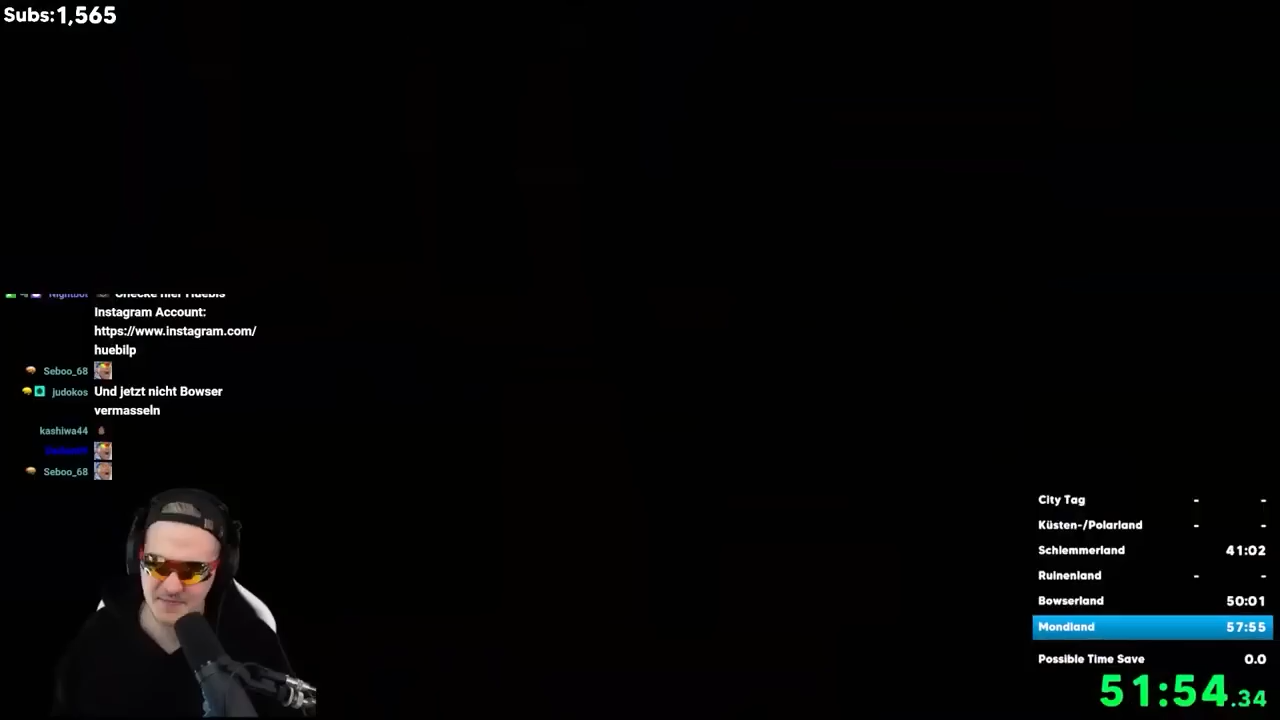 Subs:1,565
Instagram Account:
https://www.instagram.com/
huebilp
Seboo_68
judokos Und jetzt nicht Bowser
vermasseln
kashiwa44
Seboo_68
City Tag - -
Küsten-/Polarland - -
Schlemmerland 41:02
Ruinenland - -
Bowserland 50:01
Mondland 57:55
Possible Time Save 0.0
51:54.34